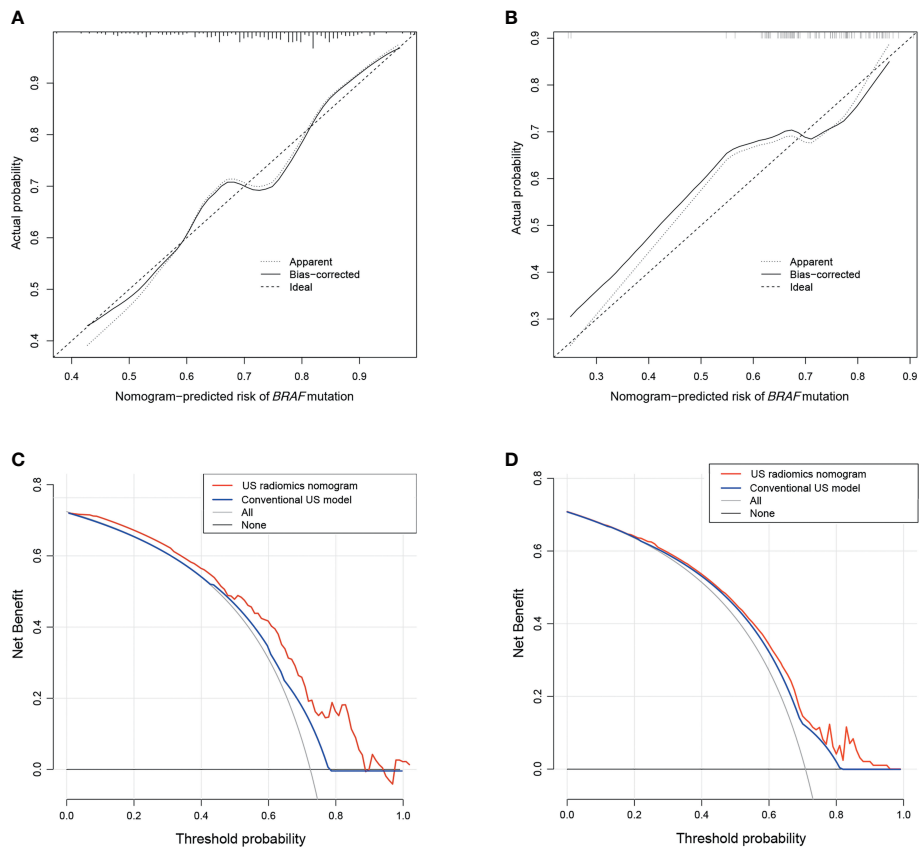 A
Actual probability
0.9
0.8
0.7
0.6
0.5
0.4
Apparent
Bias-corrected
Ideal
0.4 0.5 0.6 0.7 0.8 0.9
Nomogram-predicted risk of BRAF mutation
B
Actual probability
0.9
0.8
0.7
0.6
0.5
0.4
0.3
Apparent
Bias-corrected
Ideal
0.3 0.4 0.5 0.6 0.7 0.8 0.9
Nomogram-predicted risk of BRAF mutation
C
US radiomics nomogram
Conventional US model
All
None
Net Benefit
0.8
0.6
0.4
0.2
0.0
0.0 0.2 0.4 0.6 0.8 1.0
Threshold probability
D
US radiomics nomogram
Conventional US model
All
None
Net Benefit
0.8
0.6
0.4
0.2
0.0
0.0 0.2 0.4 0.6 0.8 1.0
Threshold probability